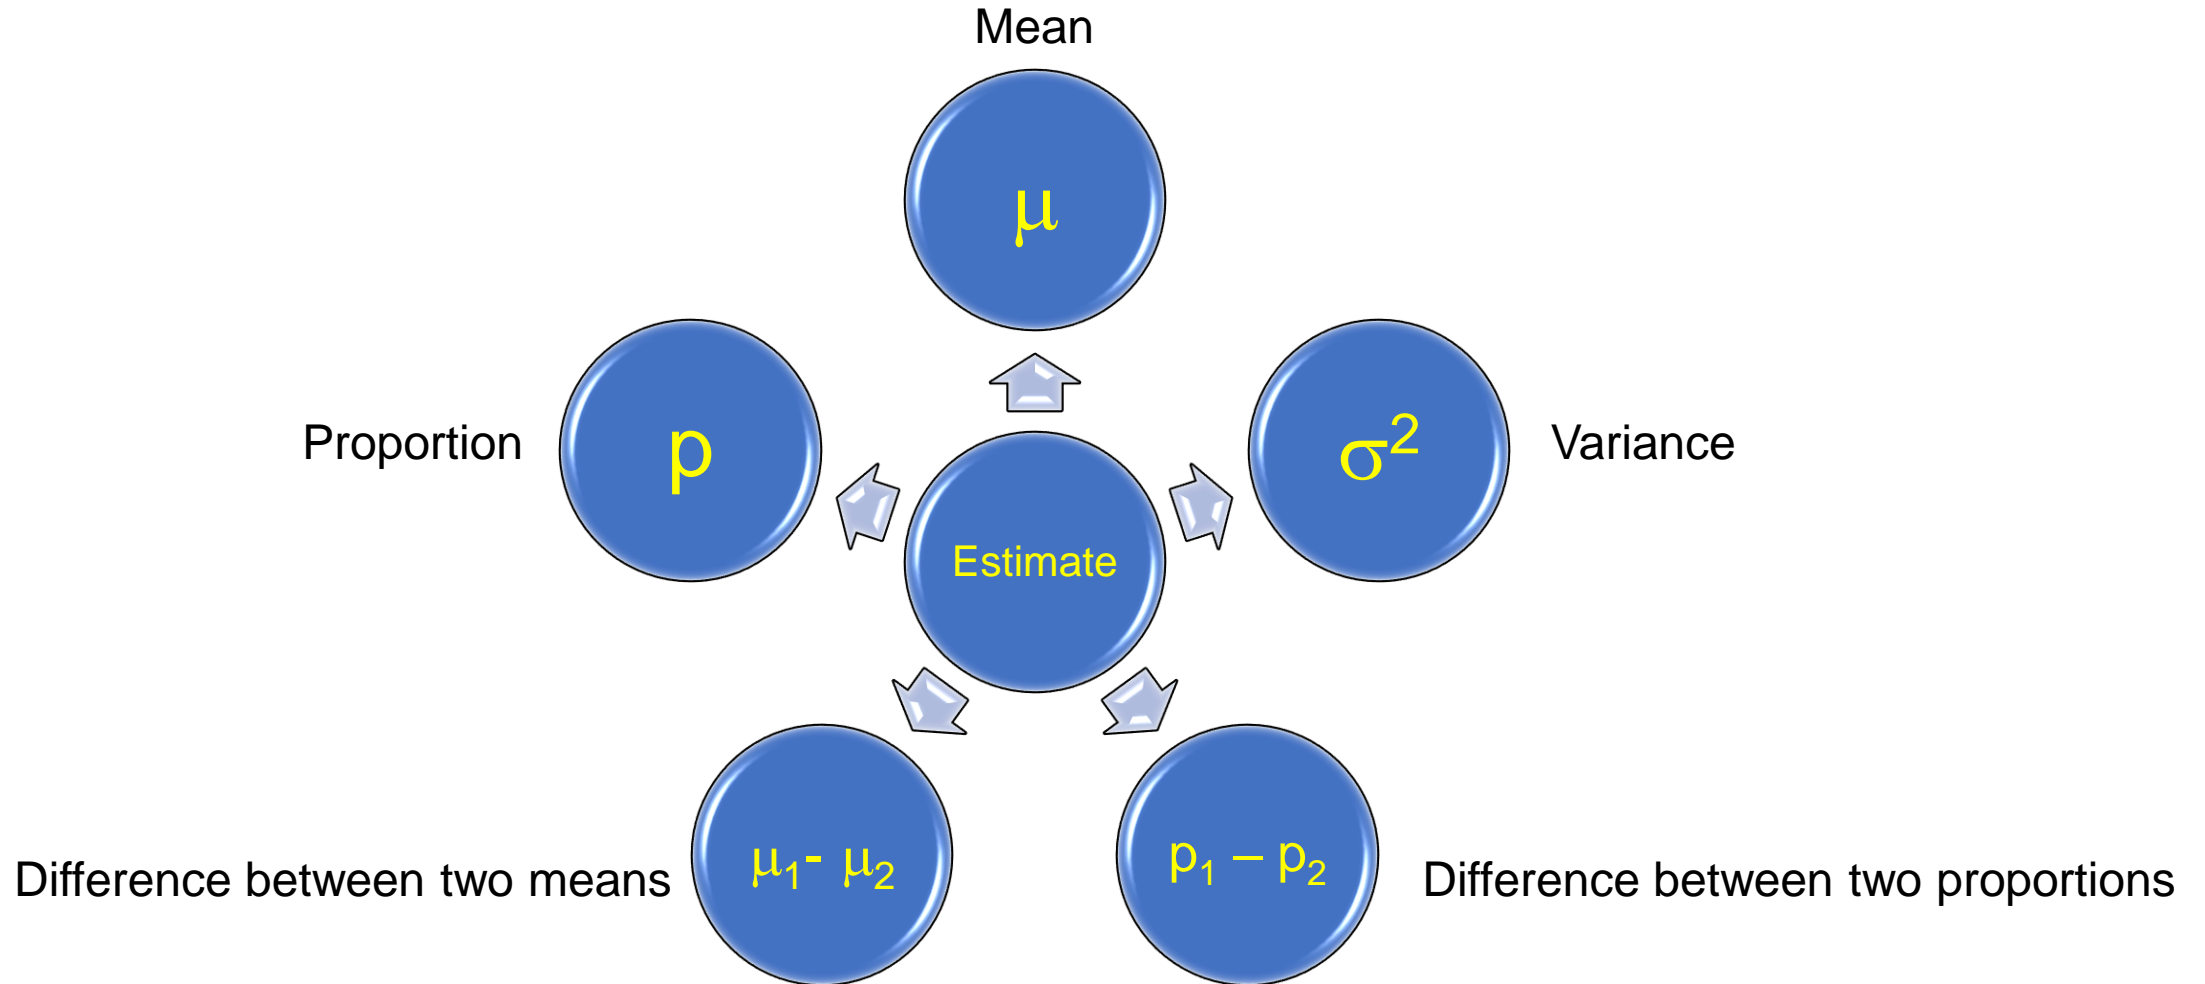 Mean
μ
Proportion
p
σ²
Variance
Estimate
Difference between two means
μ₁- μ₂
p₁ – p₂
Difference between two proportions